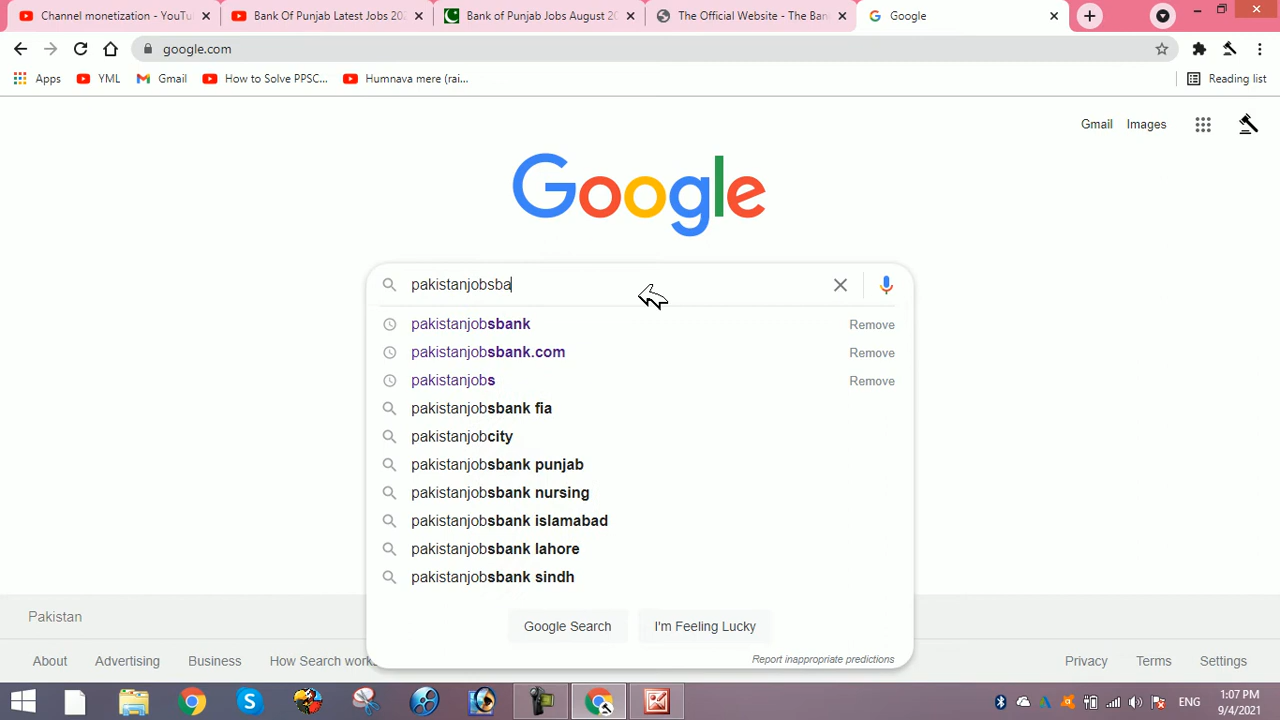 Channel monetization - YouTu
Bank Of Punjab Latest Jobs 202
Bank of Punjab Jobs August 20
The Official Website - The Ban
Google
google.com
Apps
YML
Gmail
How to Solve PPSC...
Humnava mere (rai...
Reading list
Gmail
Images
Google
pakistanjobsba
pakistanjobsbank
Remove
pakistanjobsbank.com
Remove
pakistanjobs
Remove
pakistanjobsbank fia
pakistanjobcity
pakistanjobsbank punjab
pakistanjobsbank nursing
pakistanjobsbank islamabad
pakistanjobsbank lahore
pakistanjobsbank sindh
Google Search
I'm Feeling Lucky
Report inappropriate predictions
Pakistan
About
Advertising
Business
How Search works
Privacy
Terms
Settings
ENG
1:07 PM
9/4/2021